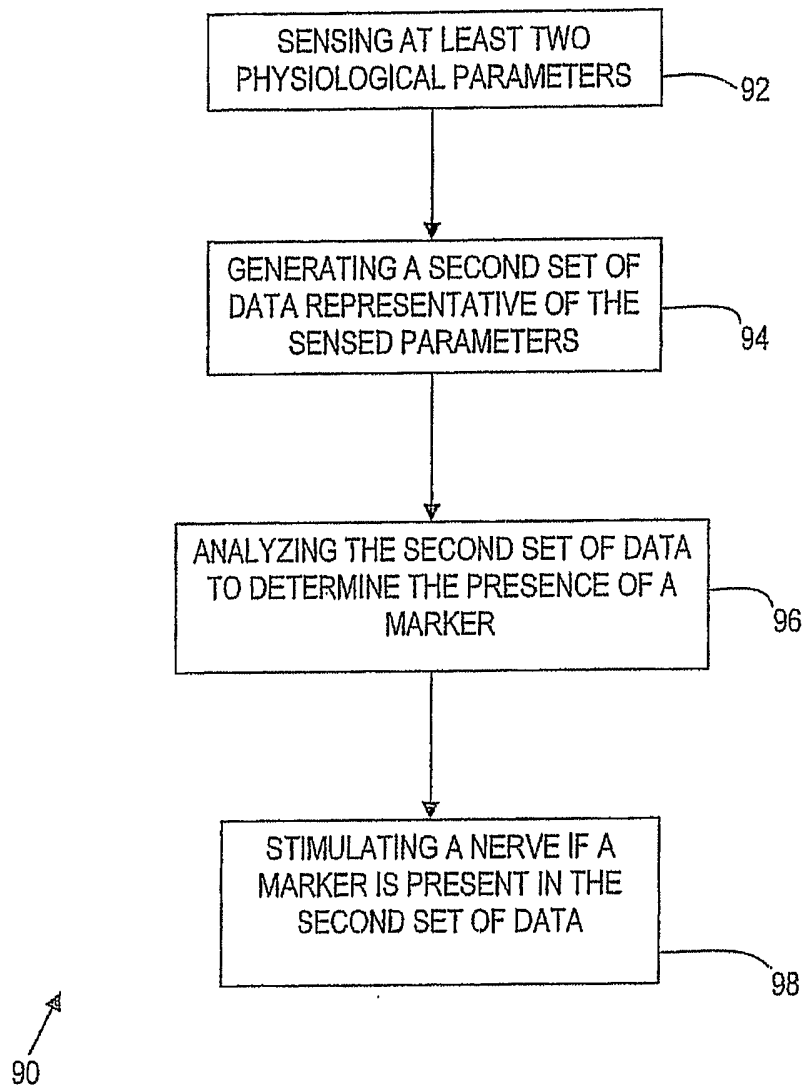 SENSING AT LEAST TWO
PHYSIOLOGICAL PARAMETERS
92
GENERATING A SECOND SET OF
DATA REPRESENTATIVE OF THE
SENSED PARAMETERS
94
ANALYZING THE SECOND SET OF DATA
TO DETERMINE THE PRESENCE OF A
MARKER
96
STIMULATING A NERVE IF A
MARKER IS PRESENT IN THE
SECOND SET OF DATA
98
90